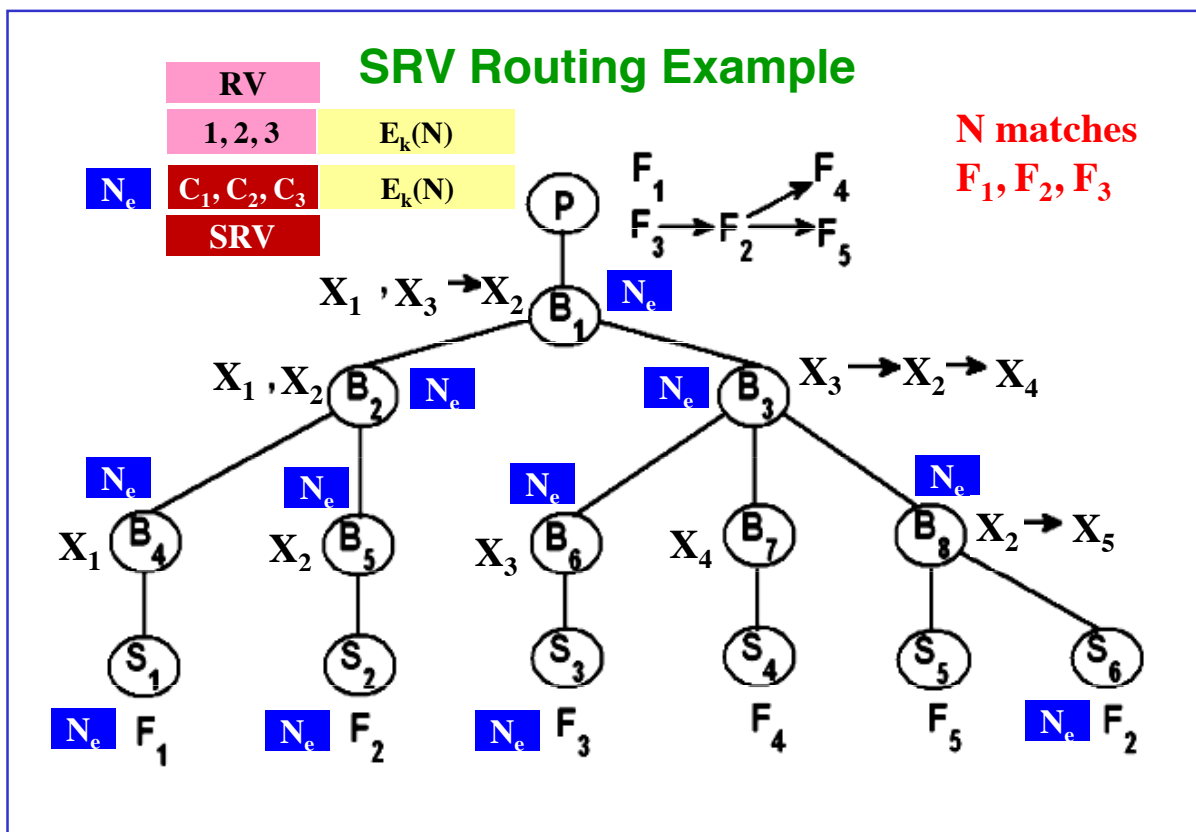 SRV Routing Example
RV
1, 2, 3 Eₖ(N)
Nₑ C₁, C₂, C₃ Eₖ(N)
SRV
N matches
F₁, F₂, F₃
P
F₁ F₄
F₃ → F₂ → F₅
X₁ , X₃ → X₂ B₁ Nₑ
X₁ , X₂ B₂ Nₑ Nₑ B₃ X₃ → X₂ → X₄
Nₑ Nₑ Nₑ Nₑ
X₁ B₄ X₂ B₅ X₃ B₆ X₄ B₇ B₈ X₂ → X₅
S₁ S₂ S₃ S₄ S₅ S₆
Nₑ F₁ Nₑ F₂ Nₑ F₃ F₄ F₅ Nₑ F₂